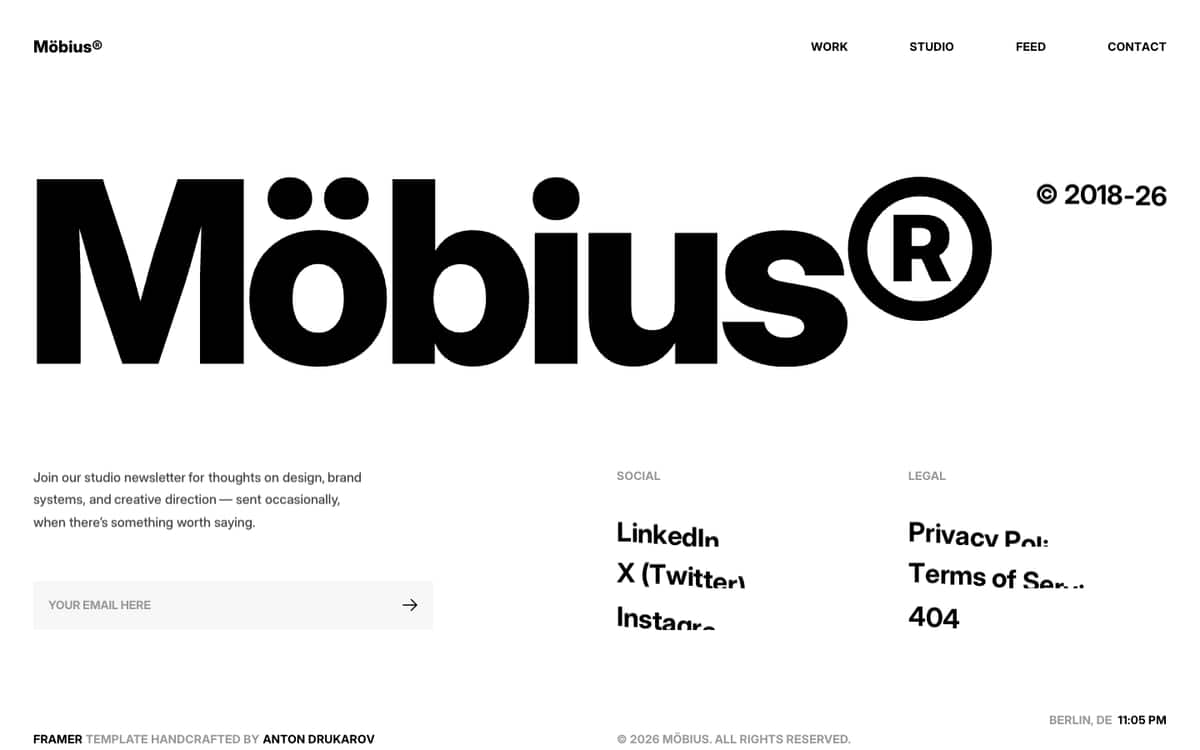 Möbius®
WORK
STUDIO
FEED
CONTACT
Möbius®
© 2018-26
Join our studio newsletter for thoughts on design, brand
systems, and creative direction — sent occasionally,
when there's something worth saying.
YOUR EMAIL HERE
SOCIAL
LinkedIn
X (Twitter)
LEGAL
Privacy
Terms of
404
BERLIN, DE 11:05 PM
FRAMER TEMPLATE HANDCRAFTED BY ANTON DRUKAROV
© 2026 MÖBIUS. ALL RIGHTS RESERVED.